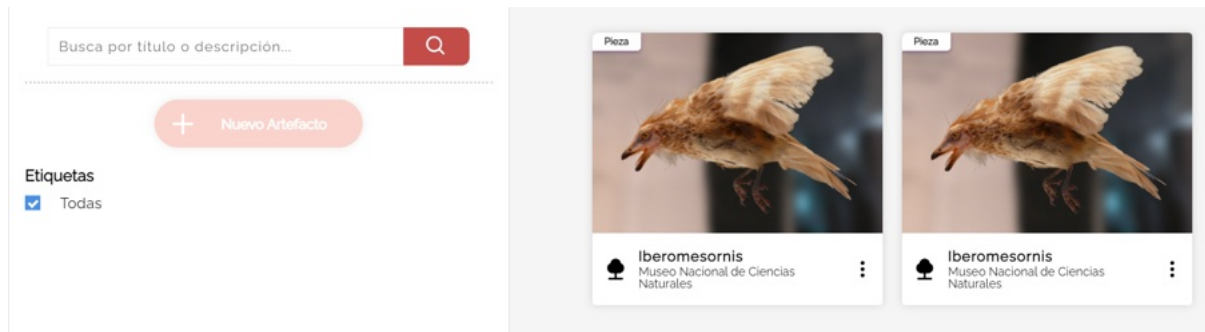 Busca por título o descripción...
Nuevo Artefacto
Etiquetas
Todas
Pieza
Iberomesornis
Museo Nacional de Ciencias
Naturales
Pieza
Iberomesornis
Museo Nacional de Ciencias
Naturales